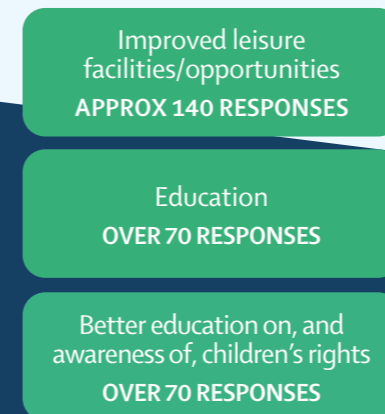 Improved leisure
facilities/opportunities
APPROX 140 RESPONSES
Education
OVER 70 RESPONSES
Better education on, and
awareness of, children’s rights
OVER 70 RESPONSES